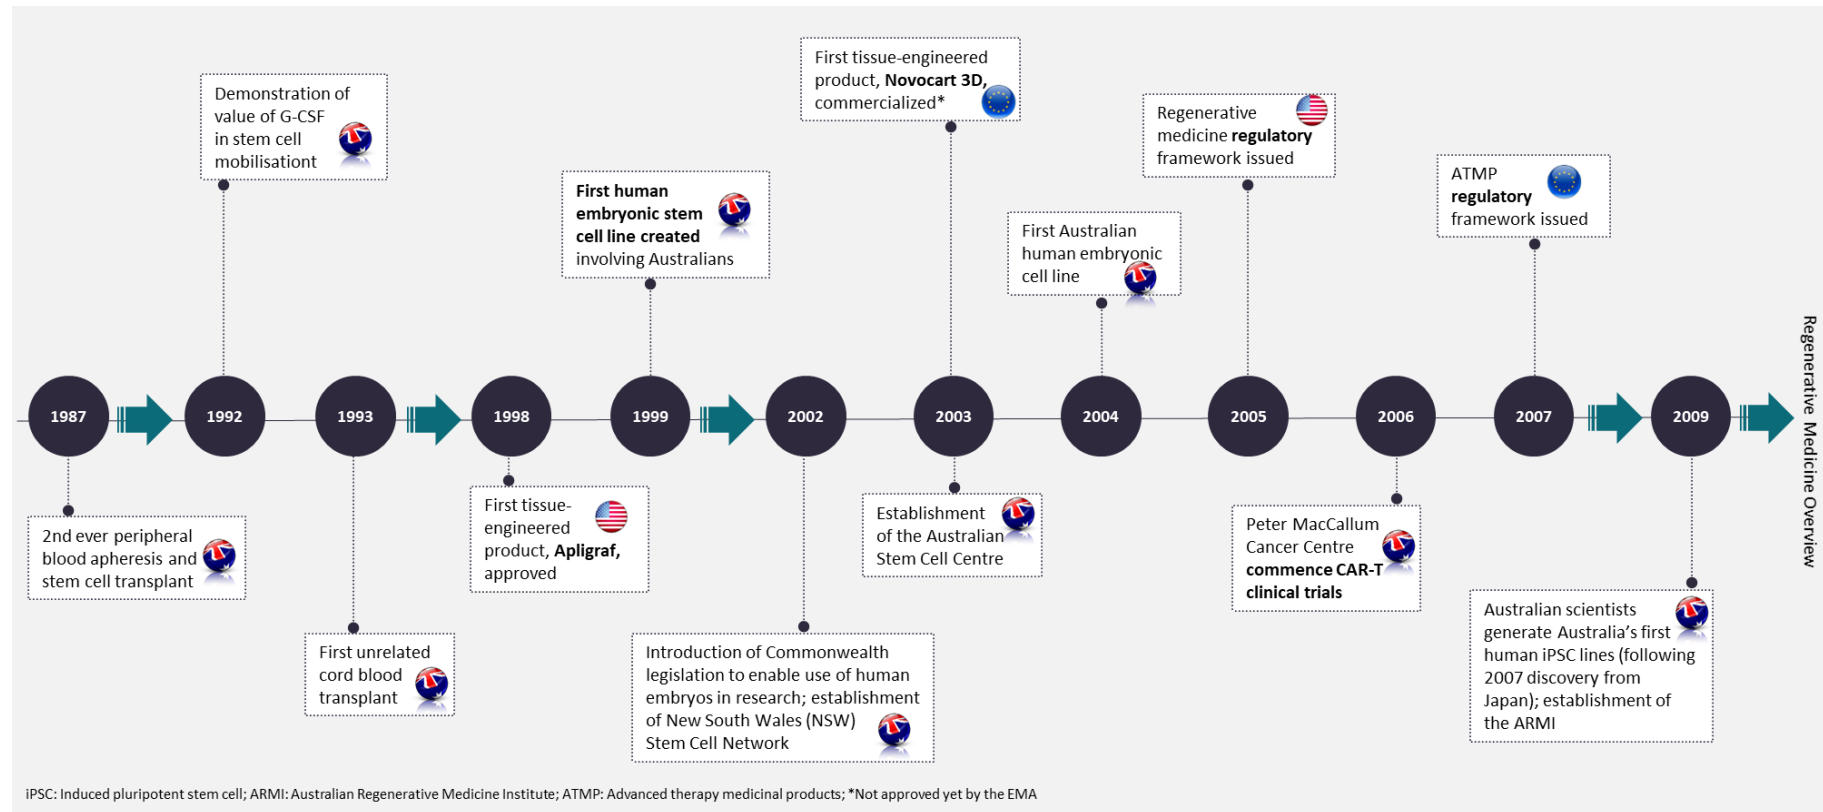 Demonstration of
value of G-CSF
in stem cell
mobilisationt
First human
embryonic stem
cell line created
involving Australians
First tissue-engineered
product, Novocart 3D,
commercialized*
First Australian
human embryonic
cell line
Regenerative
medicine regulatory
framework issued
ATMP
regulatory
framework issued
1987
1992
1993
1998
1999
2002
2003
2004
2005
2006
2007
2009
Regenerative Medicine Overview
2nd ever peripheral
blood apheresis and
stem cell transplant
First unrelated
cord blood
transplant
First tissue-
engineered
product, Apligraf,
approved
Introduction of Commonwealth
legislation to enable use of human
embryos in research; establishment
of New South Wales (NSW)
Stem Cell Network
Establishment
of the Australian
Stem Cell Centre
Peter MacCallum
Cancer Centre
commence CAR-T
clinical trials
Australian scientists
generate Australia’s first
human iPSC lines (following
2007 discovery from
Japan); establishment of
the ARMI
iPSC: Induced pluripotent stem cell; ARMI: Australian Regenerative Medicine Institute; ATMP: Advanced therapy medicinal products; *Not approved yet by the EMA